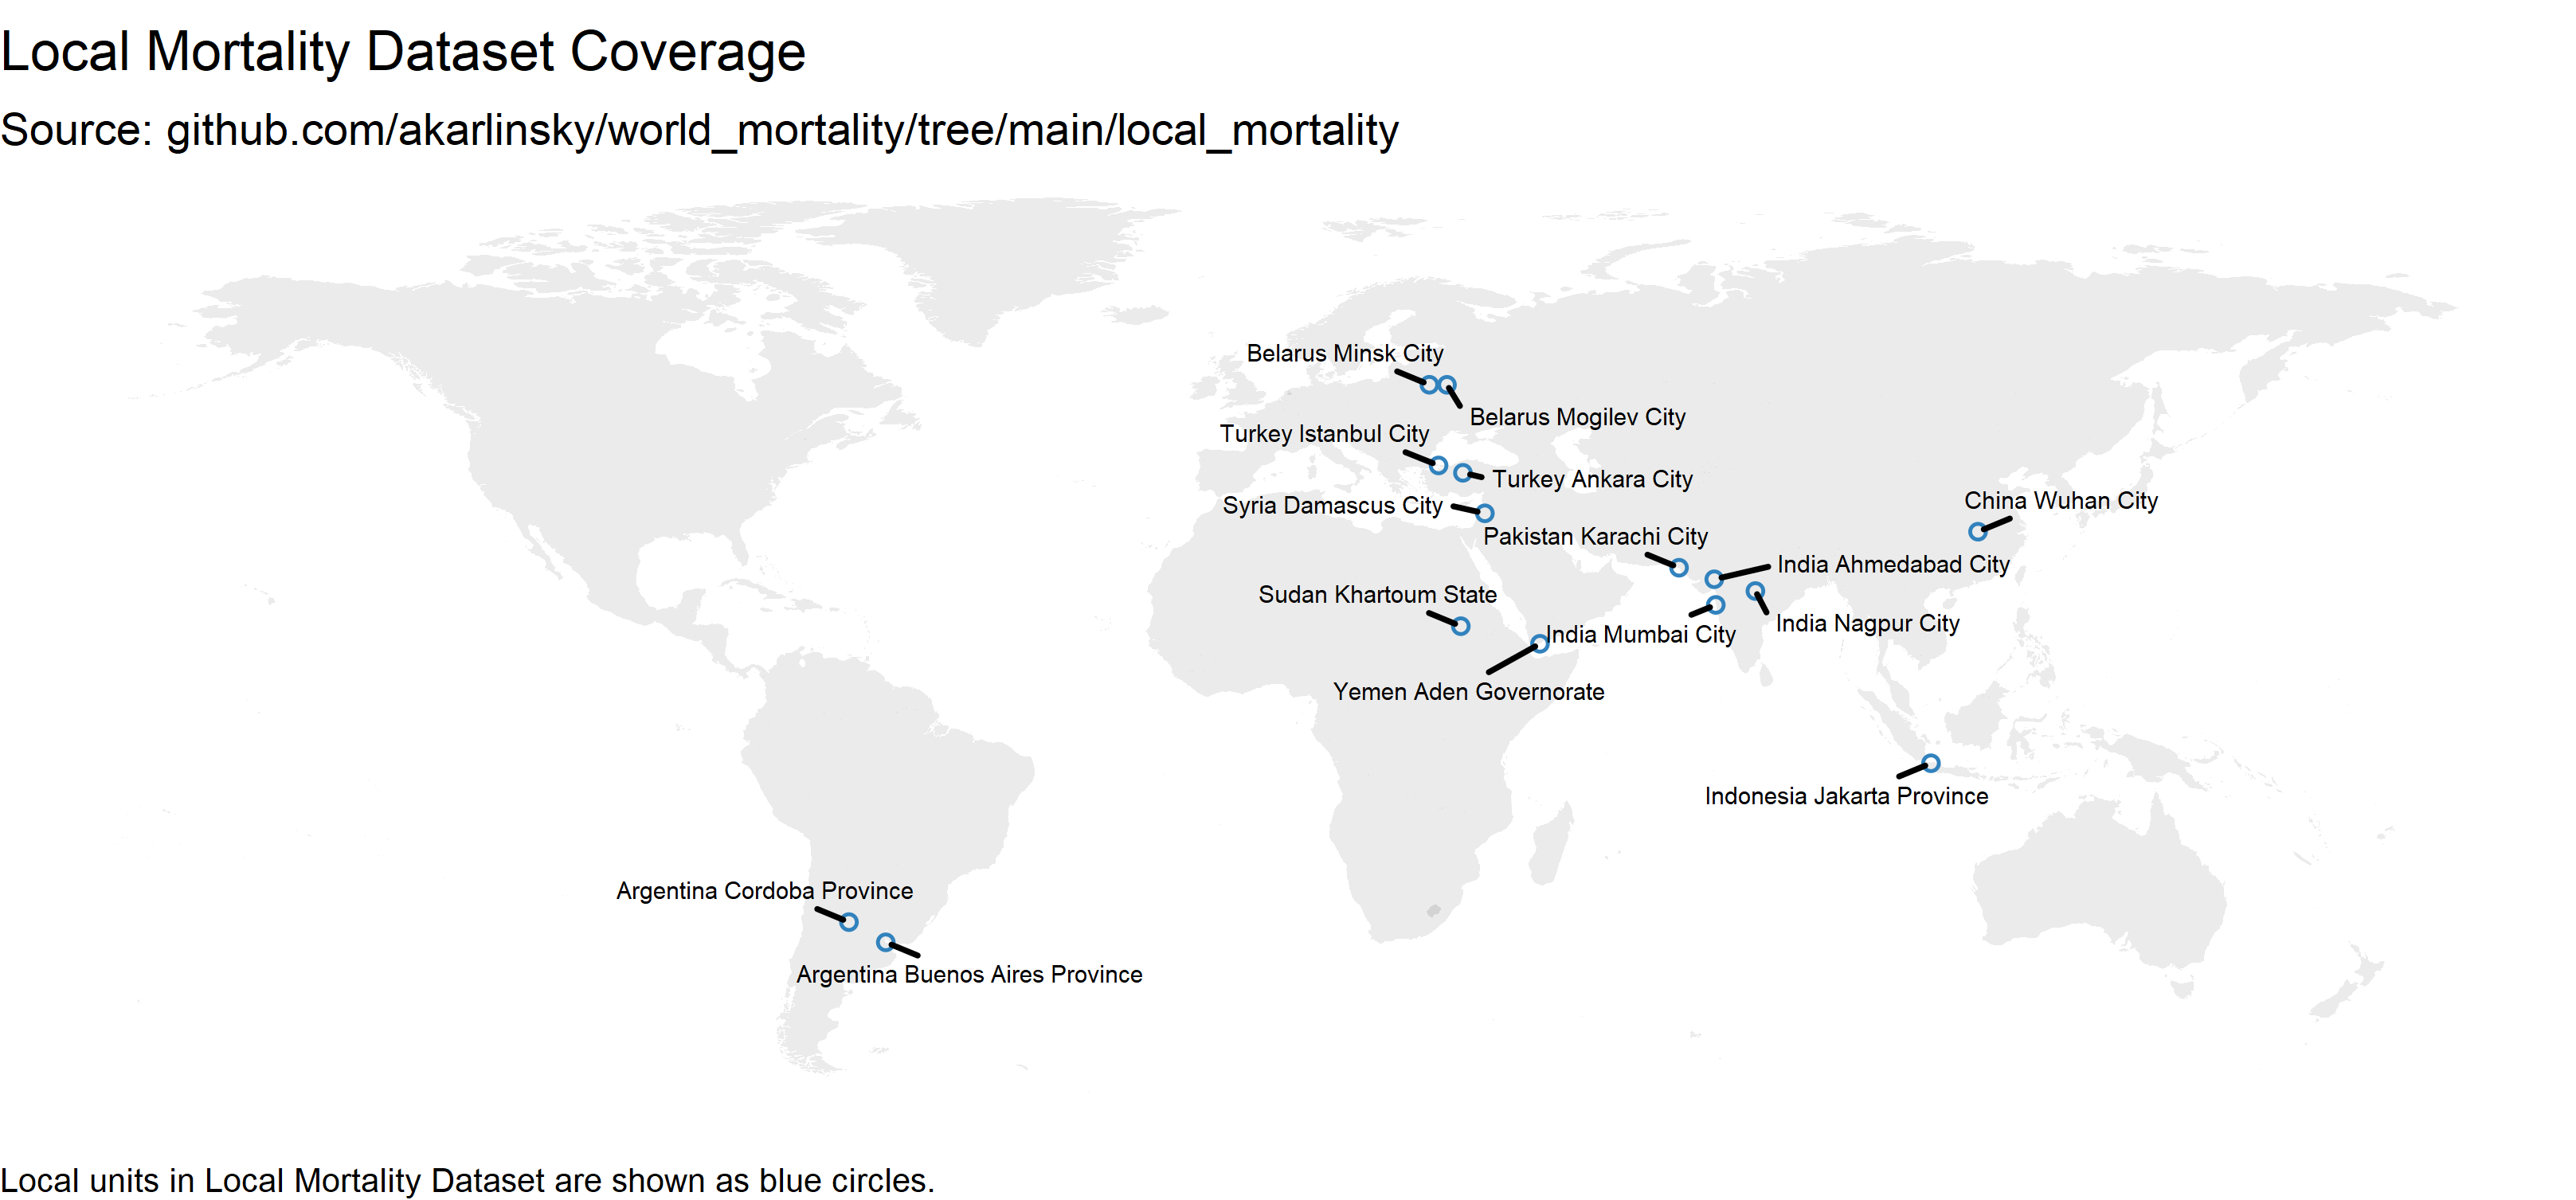 Local Mortality Dataset Coverage
Source: github.com/akarlinsky/world_mortality/tree/main/local_mortality
Belarus Minsk City
Belarus Mogilev City
Turkey Istanbul City
Turkey Ankara City
Syria Damascus City
China Wuhan City
Pakistan Karachi City
India Ahmedabad City
Sudan Khartoum State
India Nagpur City
India Mumbai City
Yemen Aden Governorate
Indonesia Jakarta Province
Argentina Cordoba Province
Argentina Buenos Aires Province
Local units in Local Mortality Dataset are shown as blue circles.